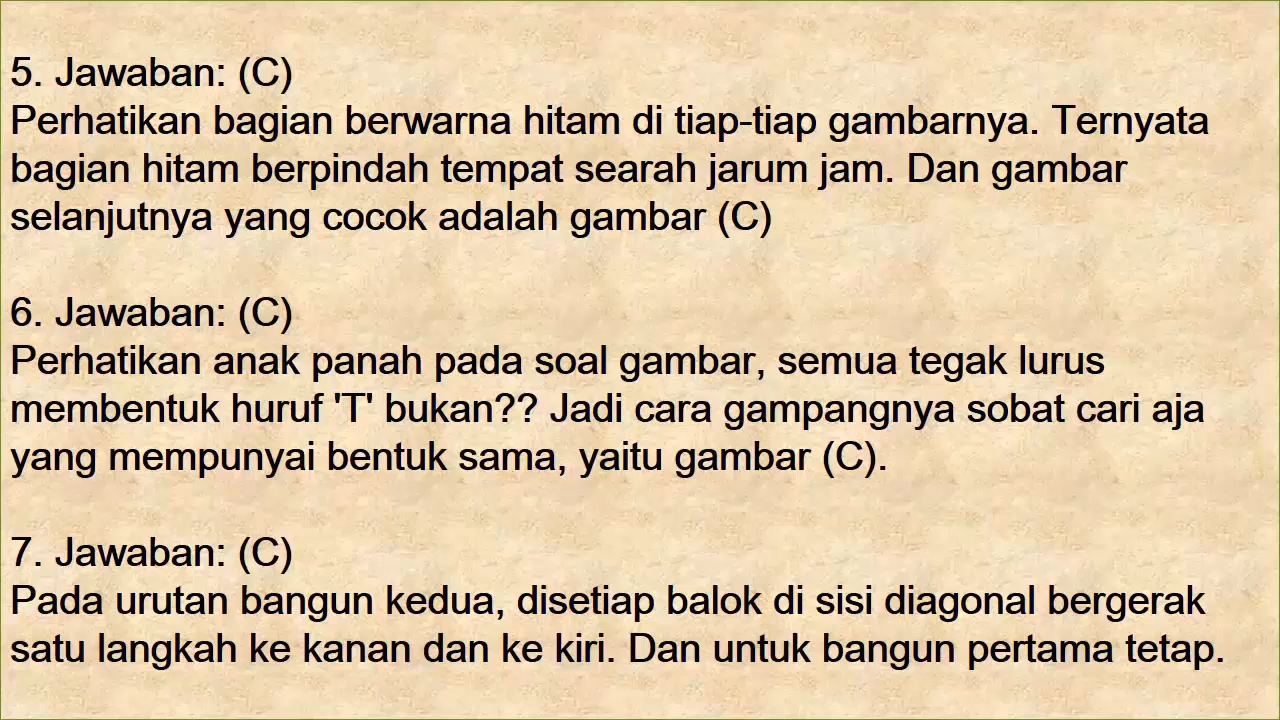 5. Jawaban: (C)
Perhatikan bagian berwarna hitam di tiap-tiap gambarnya. Ternyata
bagian hitam berpindah tempat searah jarum jam. Dan gambar
selanjutnya yang cocok adalah gambar (C)
6. Jawaban: (C)
Perhatikan anak panah pada soal gambar, semua tegak lurus
membentuk huruf 'T' bukan?? Jadi cara gampangnya sobat cari aja
yang mempunyai bentuk sama, yaitu gambar (C).
7. Jawaban: (C)
Pada urutan bangun kedua, disetiap balok di sisi diagonal bergerak
satu langkah ke kanan dan ke kiri. Dan untuk bangun pertama tetap.